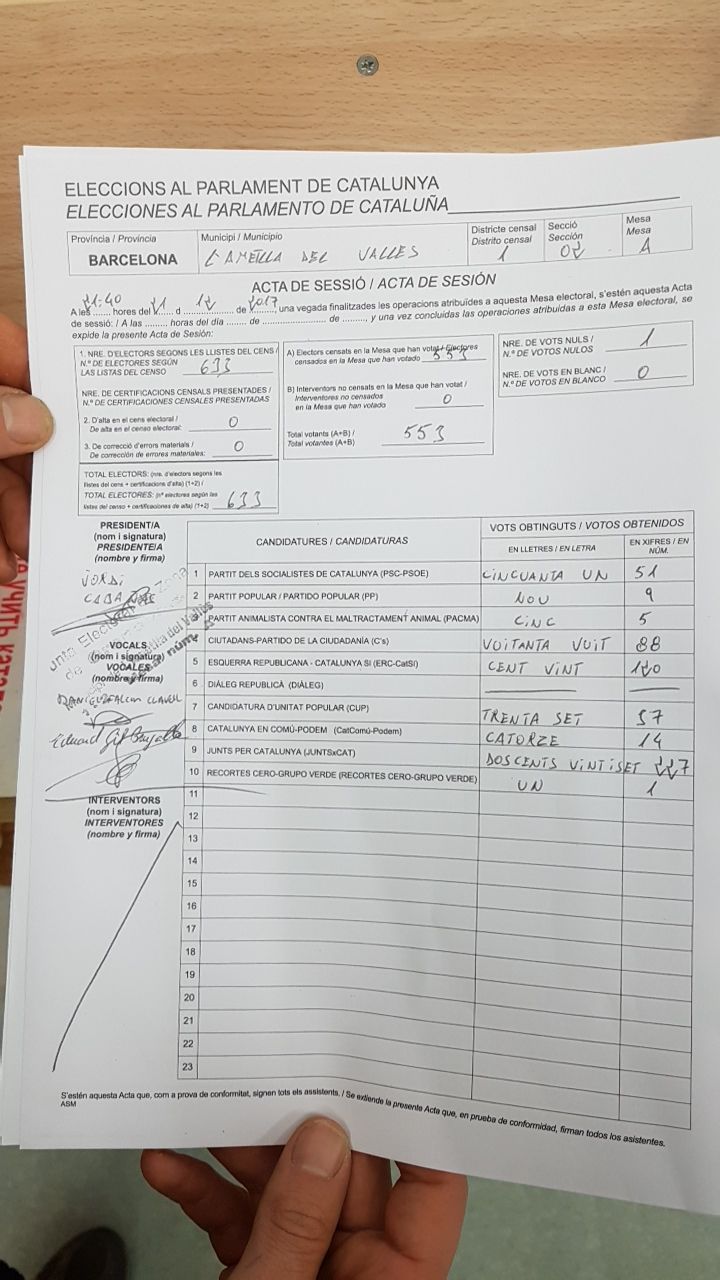 ELECCIONS AL PARLAMENT DE CATALUNYA
ELECCIONES AL PARLAMENTO DE CATALUÑA
Província / Provincia
BARCELONA
Municipi / Municipio
L'AMETLLA DEL VALLES
Districte censal
Distrito censal
1
Secció
Sección
02
Mesa
Mesa
A
ACTA DE SESSIÓ / ACTA DE SESIÓN
A les 21:40 hores del 21 d 12 de 2017, una vegada finalitzades les operacions atribuïdes a aquesta Mesa electoral, s'estén aquesta Acta
de sessió: / A las ........ horas del día ....... de ........................ de ........., y una vez concluidas las operaciones atribuidas a esta Mesa electoral, se
expide la presente Acta de Sesión:
1. NRE. D'ELECTORS SEGONS LES LLISTES DEL CENS /
N.º DE ELECTORES SEGÚN
LAS LISTAS DEL CENSO 633
NRE. DE CERTIFICACIONS CENSALS PRESENTADES /
N.º DE CERTIFICACIONES CENSALES PRESENTADAS
2. D'alta en el cens electoral /
De alta en el censo electoral: 0
3. De correcció d'errors materials /
De corrección de errores materiales: 0
TOTAL ELECTORS: (nre. d'electors segons les
llistes del cens + certificacions d'alta) (1+2) /
TOTAL ELECTORES: (nº electores según las
listas del censo + certificaciones de alta) (1+2) 633
A) Electors censats en la Mesa que han votat / Electores
censados en la Mesa que han votado 553
B) Interventors no censats en la Mesa que han votat /
Interventores no censados
en la Mesa que han votado 0
Total votants (A+B) /
Total votantes (A+B) 553
NRE. DE VOTS NULS /
N.º DE VOTOS NULOS 1
NRE. DE VOTS EN BLANC /
N.º DE VOTOS EN BLANCO 0
PRESIDENT/A
(nom i signatura)
PRESIDENTE/A
(nombre y firma)
JORDI
VOCALS
(nom i signatura)
VOCALES
(nombre y firma)
INTERVENTORS
(nom i signatura)
INTERVENTORES
(nombre y firma)
CANDIDATURES / CANDIDATURAS
VOTS OBTINGUTS / VOTOS OBTENIDOS
EN LLETRES / EN LETRA
EN XIFRES / EN NÚM.
1 PARTIT DELS SOCIALISTES DE CATALUNYA (PSC-PSOE) CINCUANTA UN 51
2 PARTIT POPULAR / PARTIDO POPULAR (PP) NOU 9
PARTIT ANIMALISTA CONTRA EL MALTRACTAMENT ANIMAL (PACMA) CINC 5
CIUTADANS-PARTIDO DE LA CIUDADANÍA (C's) VUITANTA VUIT 88
5 ESQUERRA REPUBLICANA - CATALUNYA SÍ (ERC-CatSí) CENT VINT 120
6 DIÀLEG REPUBLICÀ (DIÀLEG)
7 CANDIDATURA D'UNITAT POPULAR (CUP) TRENTA SET 37
8 CATALUNYA EN COMÚ-PODEM (CatComú-Podem) CATORZE 14
9 JUNTS PER CATALUNYA (JUNTSxCAT) DOSCENTS VINTISET 227
10 RECORTES CERO-GRUPO VERDE (RECORTES CERO-GRUPO VERDE) UN 1
11
12
13
14
15
16
17
18
19
20
21
22
23
S'estén aquesta Acta que, com a prova de conformitat, signen tots els assistents. / Se extiende la presente Acta que, en prueba de conformidad, firman todos los asistentes.
ASM